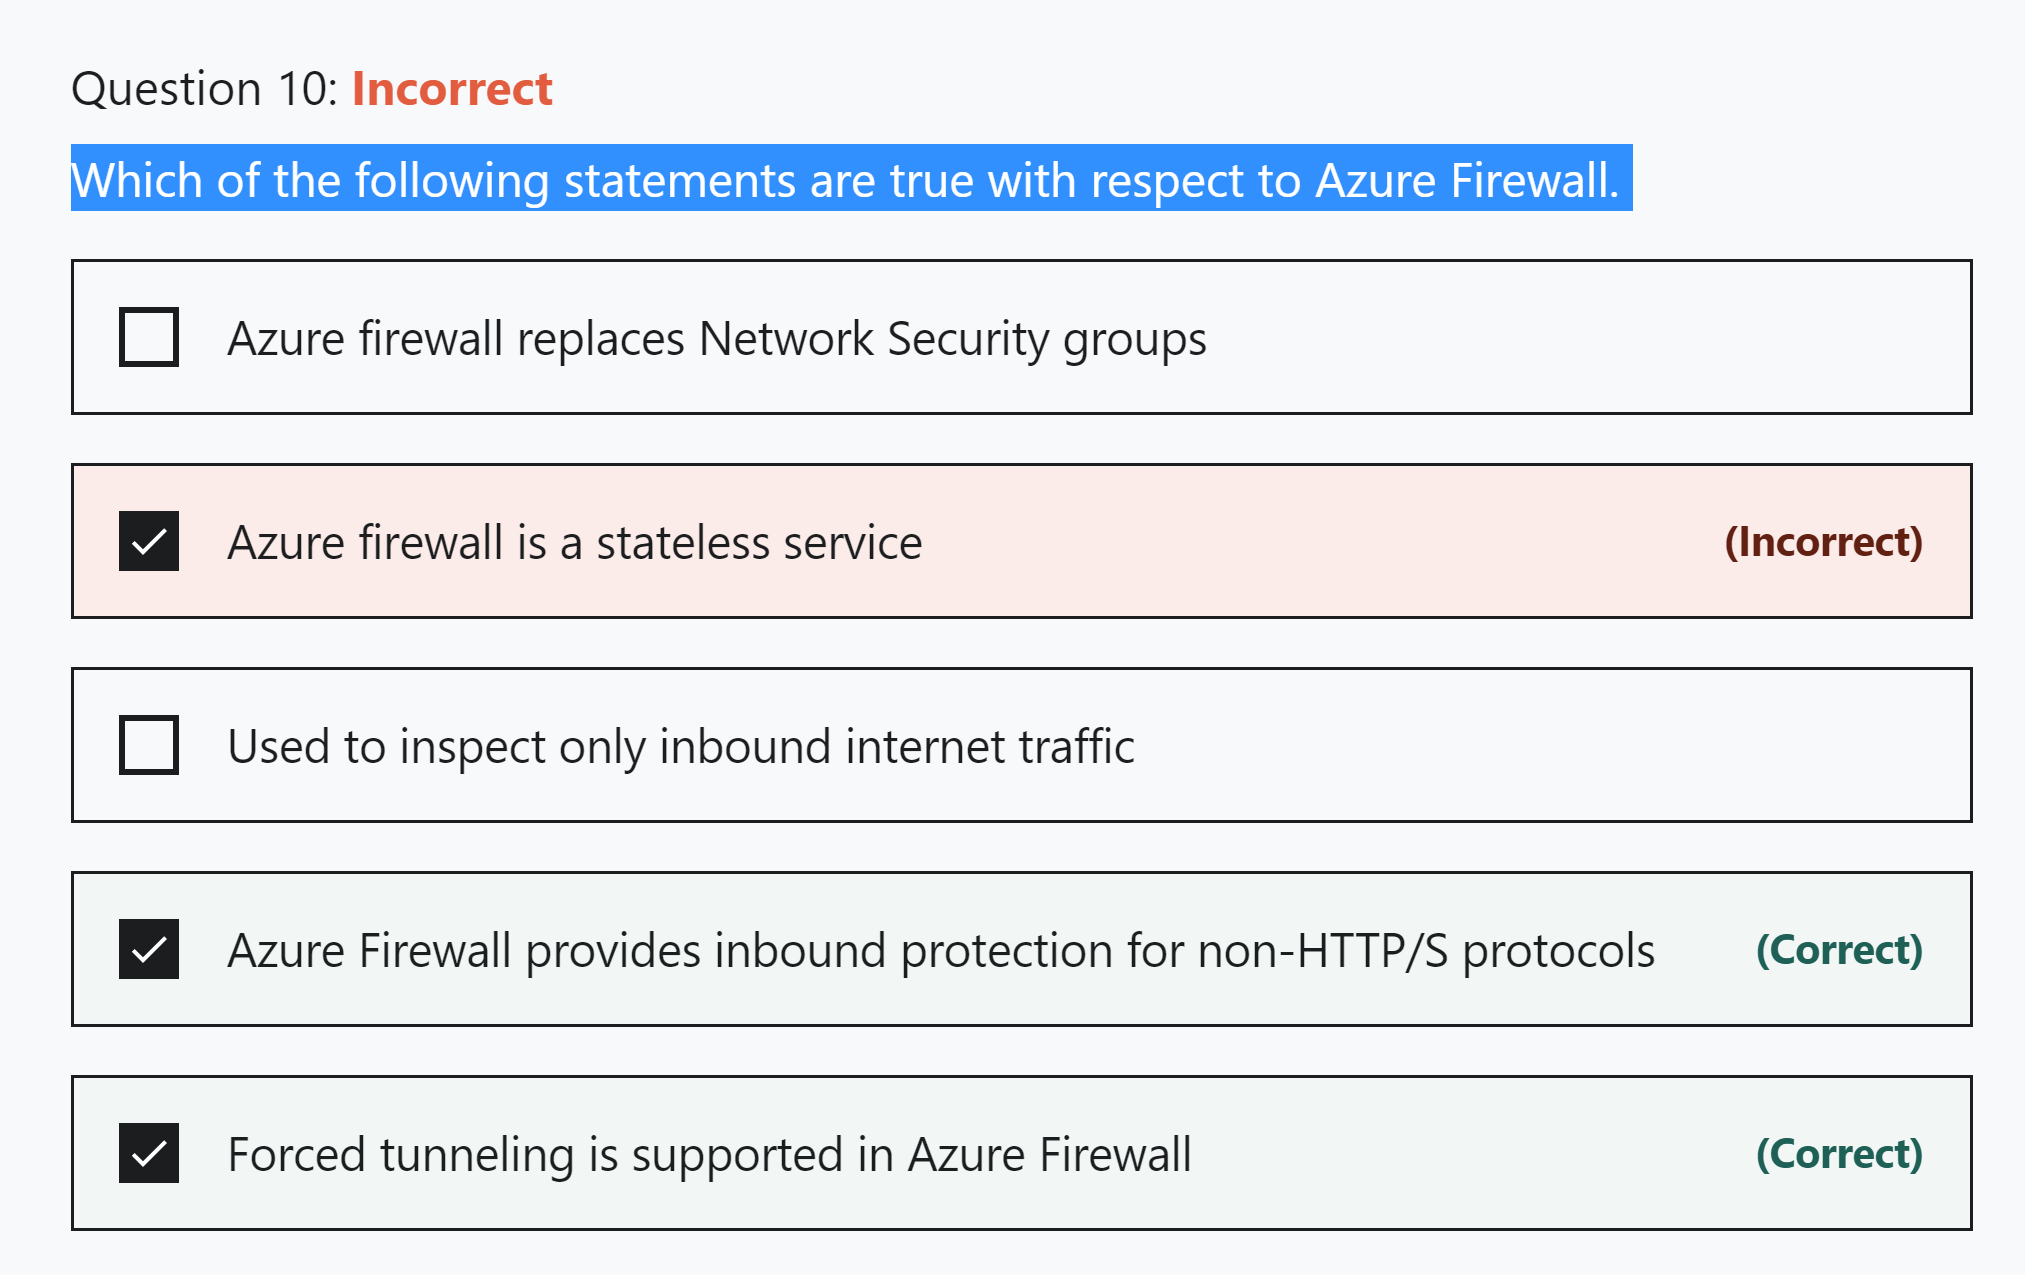 Question 10: Incorrect
Which of the following statements are true with respect to Azure Firewall.
Azure firewall replaces Network Security groups
Azure firewall is a stateless service (Incorrect)
Used to inspect only inbound internet traffic
Azure Firewall provides inbound protection for non-HTTP/S protocols (Correct)
Forced tunneling is supported in Azure Firewall (Correct)